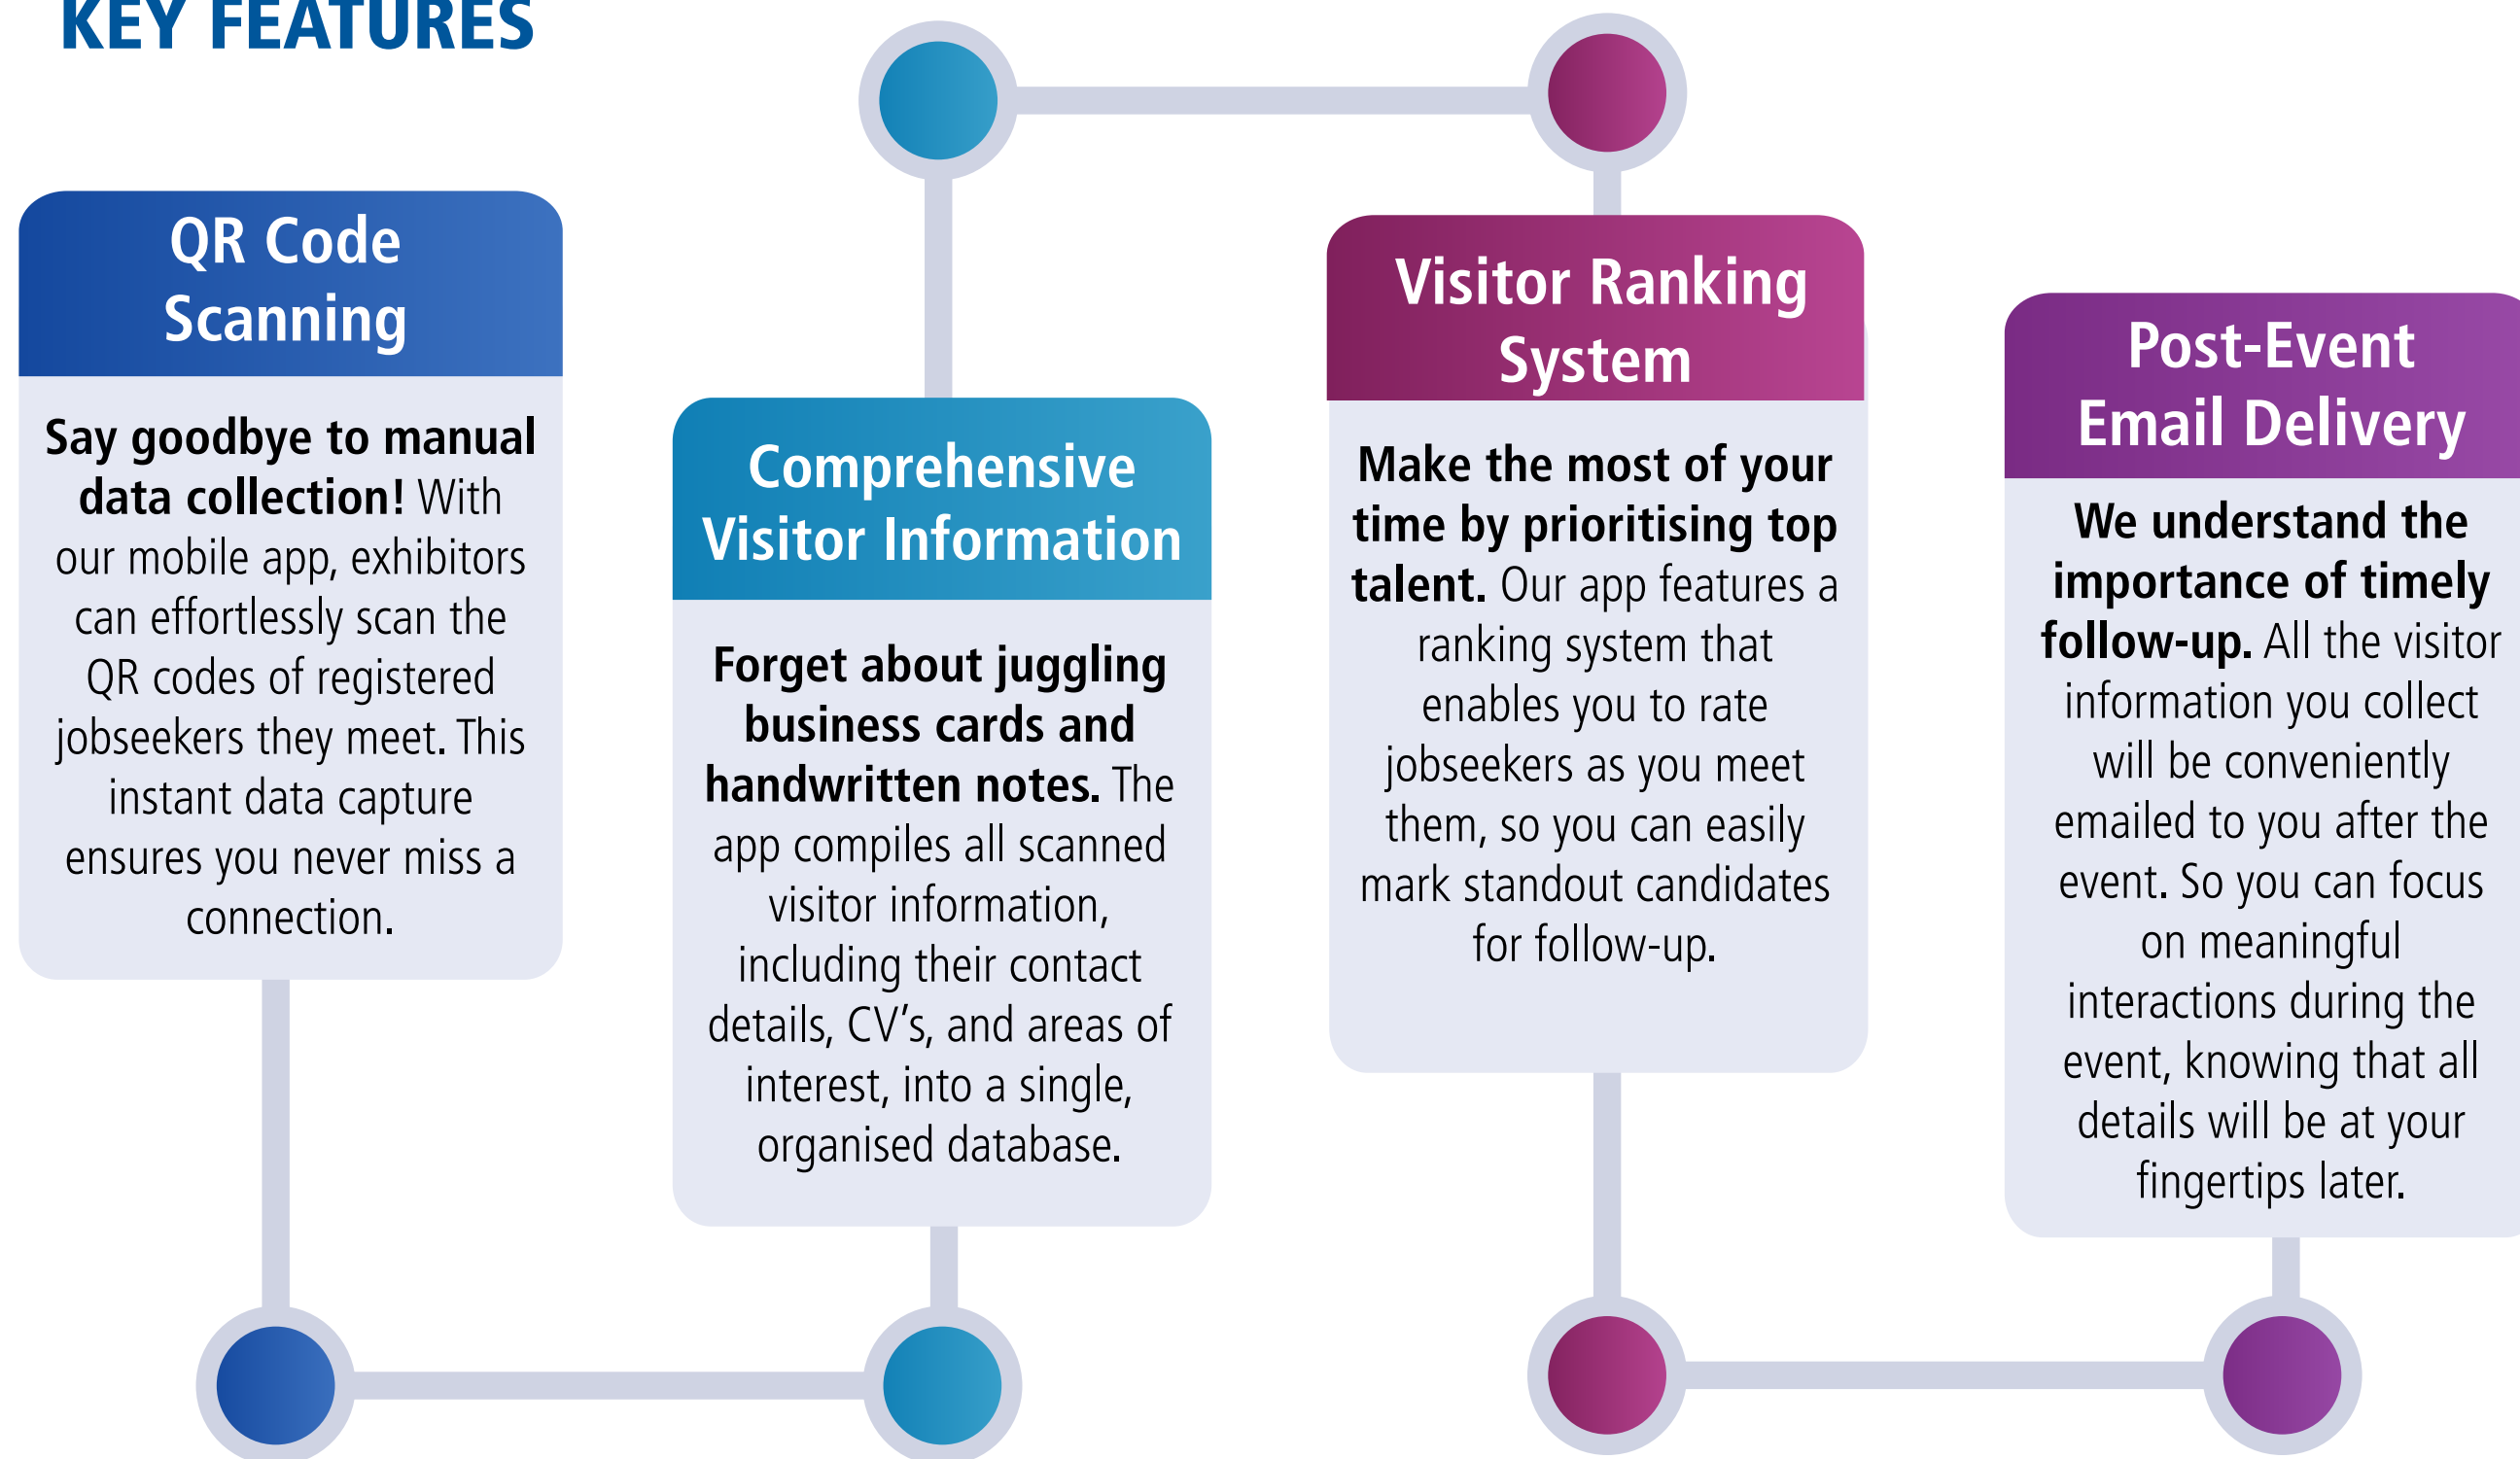 KEY FEATURES
QR Code
Scanning
Say goodbye to manual
data collection! With
our mobile app, exhibitors
can effortlessly scan the
QR codes of registered
jobseekers they meet. This
instant data capture
ensures you never miss a
connection.
Comprehensive
Visitor Information
Forget about juggling
business cards and
handwritten notes. The
app compiles all scanned
visitor information,
including their contact
details, CV’s, and areas of
interest, into a single,
organised database.
Visitor Ranking
System
Make the most of your
time by prioritising top
talent. Our app features a
ranking system that
enables you to rate
jobseekers as you meet
them, so you can easily
mark standout candidates
for follow-up.
Post-Event
Email Delivery
We understand the
importance of timely
follow-up. All the visitor
information you collect
will be conveniently
emailed to you after the
event. So you can focus
on meaningful
interactions during the
event, knowing that all
details will be at your
fingertips later.